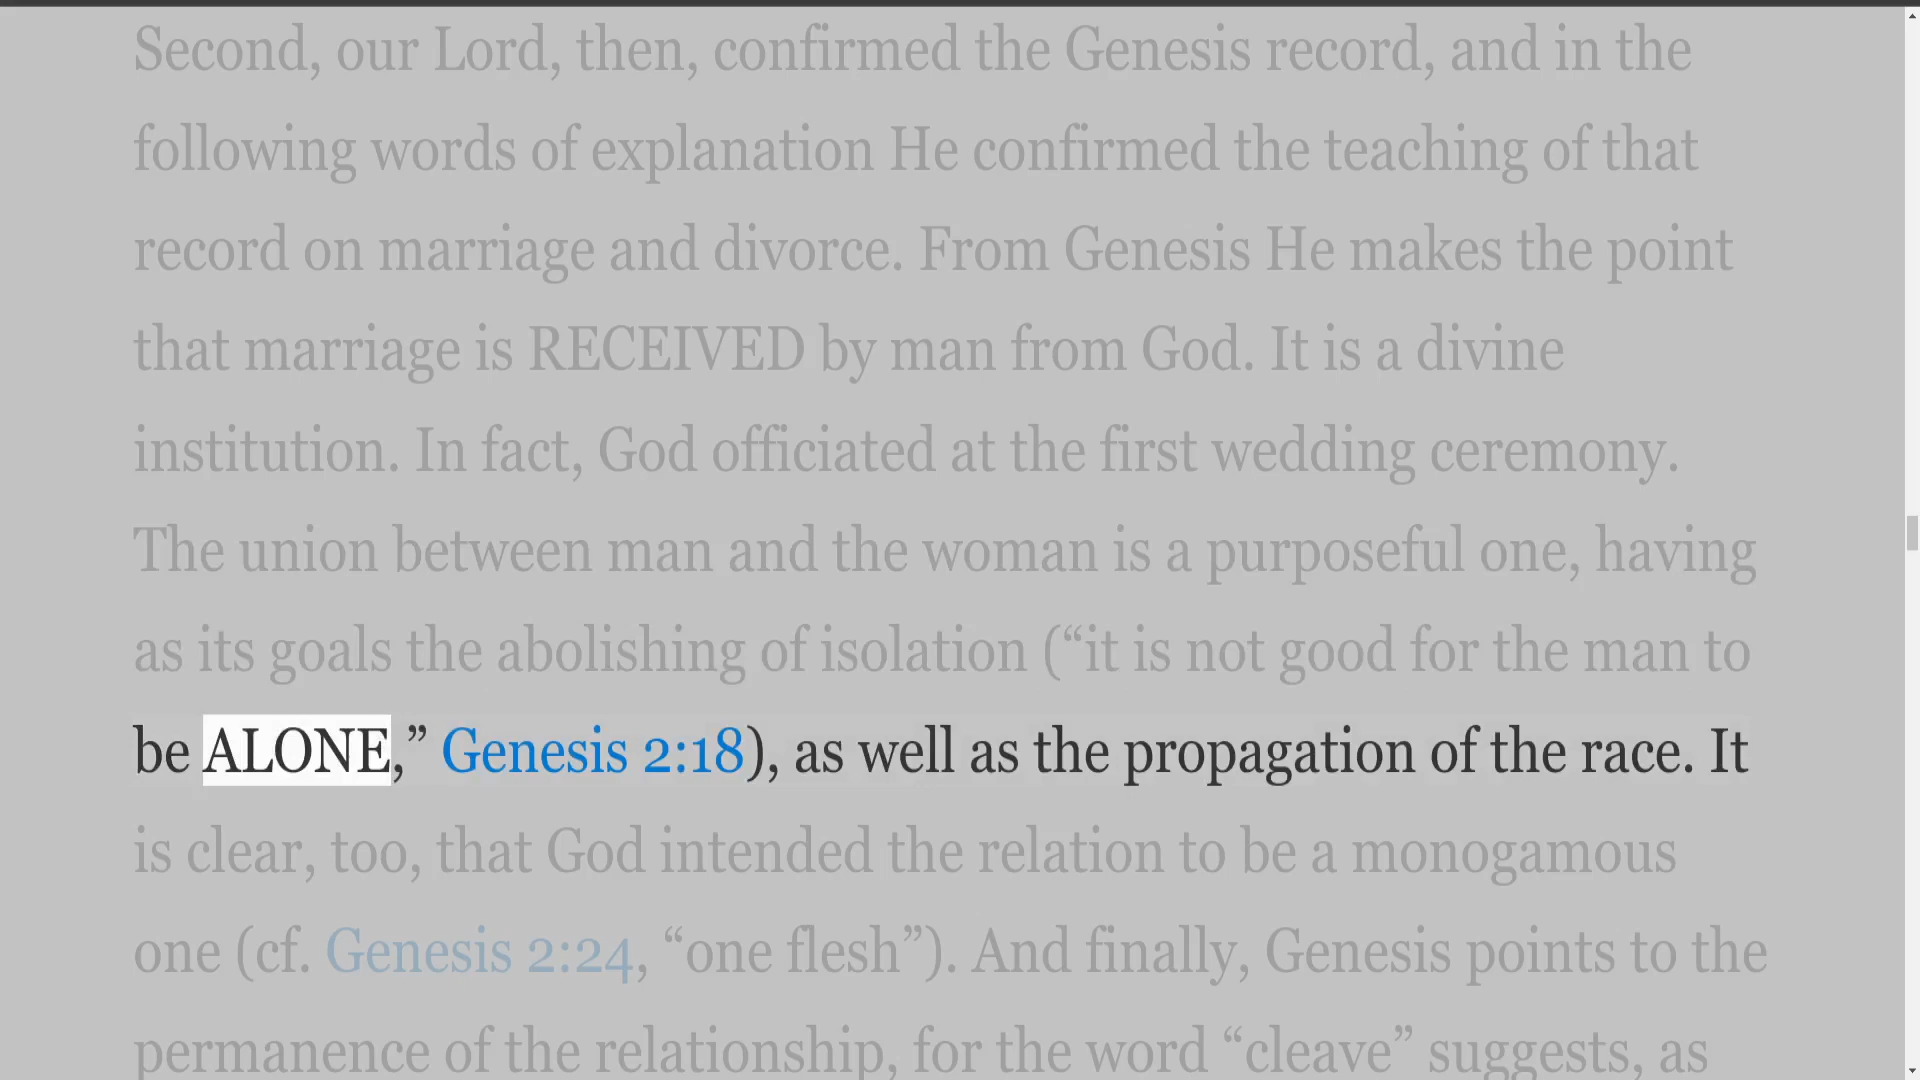 Second, our Lord, then, confirmed the Genesis record, and in the
following words of explanation He confirmed the teaching of that
record on marriage and divorce. From Genesis He makes the point
that marriage is RECEIVED by man from God. It is a divine
institution. In fact, God officiated at the first wedding ceremony.
The union between man and the woman is a purposeful one, having
as its goals the abolishing of isolation (“it is not good for the man to
be ALONE,” Genesis 2:18), as well as the propagation of the race. It
is clear, too, that God intended the relation to be a monogamous
one (cf. Genesis 2:24, “one flesh”). And finally, Genesis points to the
permanence of the relationship, for the word “cleave” suggests, as